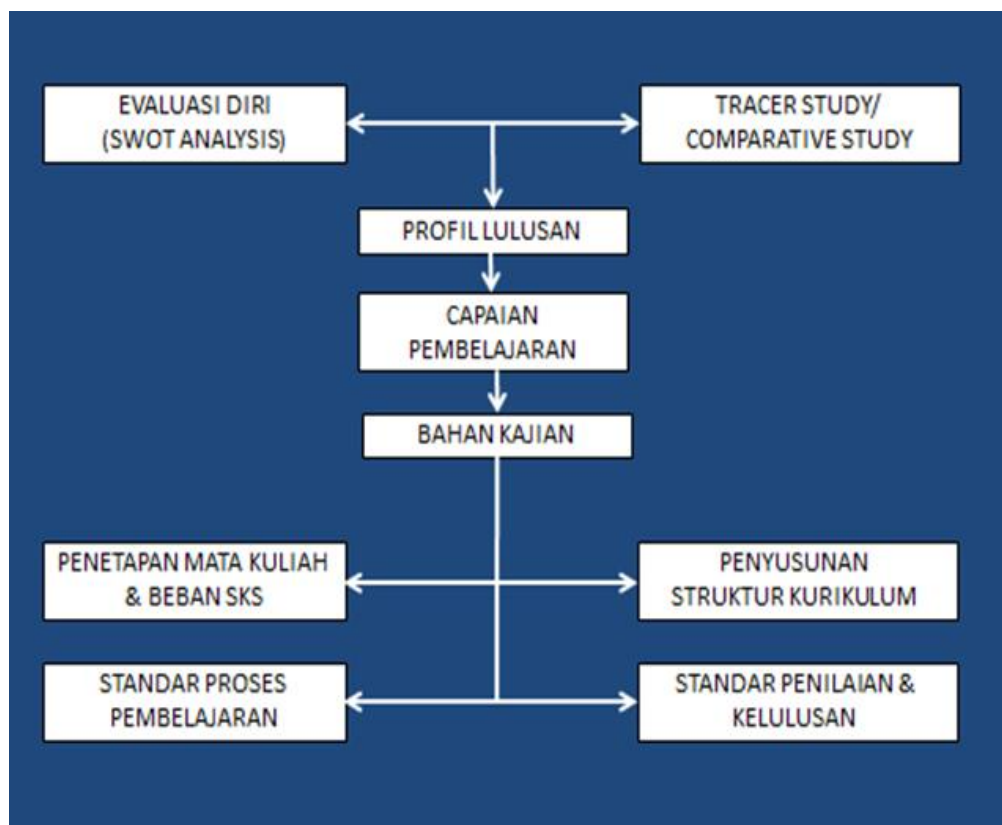 EVALUASI DIRI
(SWOT ANALYSIS)
TRACER STUDY/
COMPARATIVE STUDY
PROFIL LULUSAN
CAPAIAN
PEMBELAJARAN
BAHAN KAJIAN
PENETAPAN MATA KULIAH
& BEBAN SKS
PENYUSUNAN
STRUKTUR KURIKULUM
STANDAR PROSES
PEMBELAJARAN
STANDAR PENILAIAN &
KELULUSAN